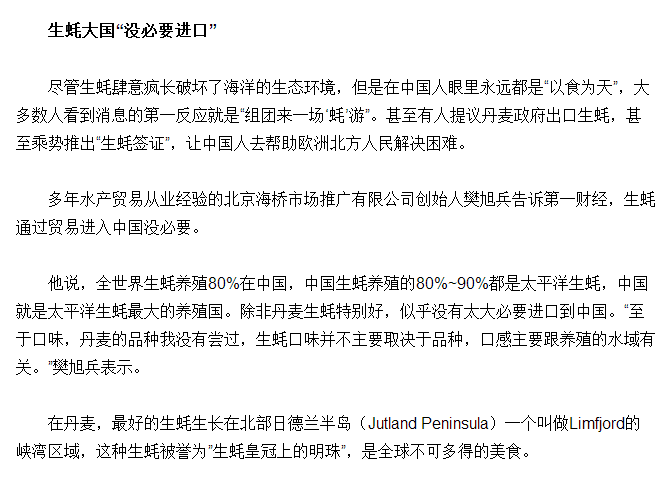 生蚝大国“没必要进口”
尽管生蚝肆意疯长破坏了海洋的生态环境，但是在中国人眼里永远都是“以食为天”，大
多数人看到消息的第一反应就是“组团来一场‘蚝’游”。甚至有人提议丹麦政府出口生蚝，甚
至乘势推出“生蚝签证”，让中国人去帮助欧洲北方人民解决困难。
多年水产贸易从业经验的北京海桥市场推广有限公司创始人樊旭兵告诉第一财经，生蚝
通过贸易进入中国没必要。
他说，全世界生蚝养殖80%在中国，中国生蚝养殖的80%~90%都是太平洋生蚝，中国
就是太平洋生蚝最大的养殖国。除非丹麦生蚝特别好，似乎没有太大必要进口到中国。“至
于口味，丹麦的品种我没有尝过，生蚝口味并不主要取决于品种，口感主要跟养殖的水域有
关。”樊旭兵表示。
在丹麦，最好的生蚝生长在北部日德兰半岛（Jutland Peninsula）一个叫做Limfjord的
峡湾区域，这种生蚝被誉为”生蚝皇冠上的明珠”，是全球不可多得的美食。